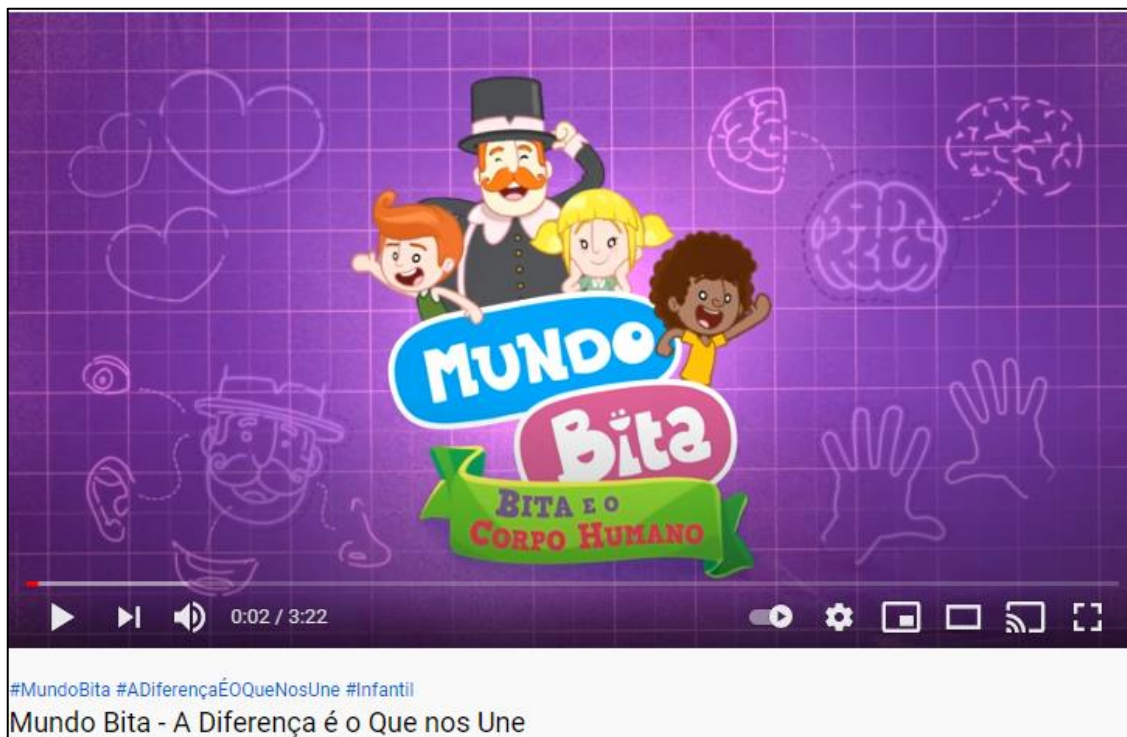 MUNDO
Bita
BITA E O
CORPO HUMANO
0:02 / 3:22
#MundoBita #ADiferençaÉOQueNosUne #Infantil
Mundo Bita - A Diferença é o Que nos Une